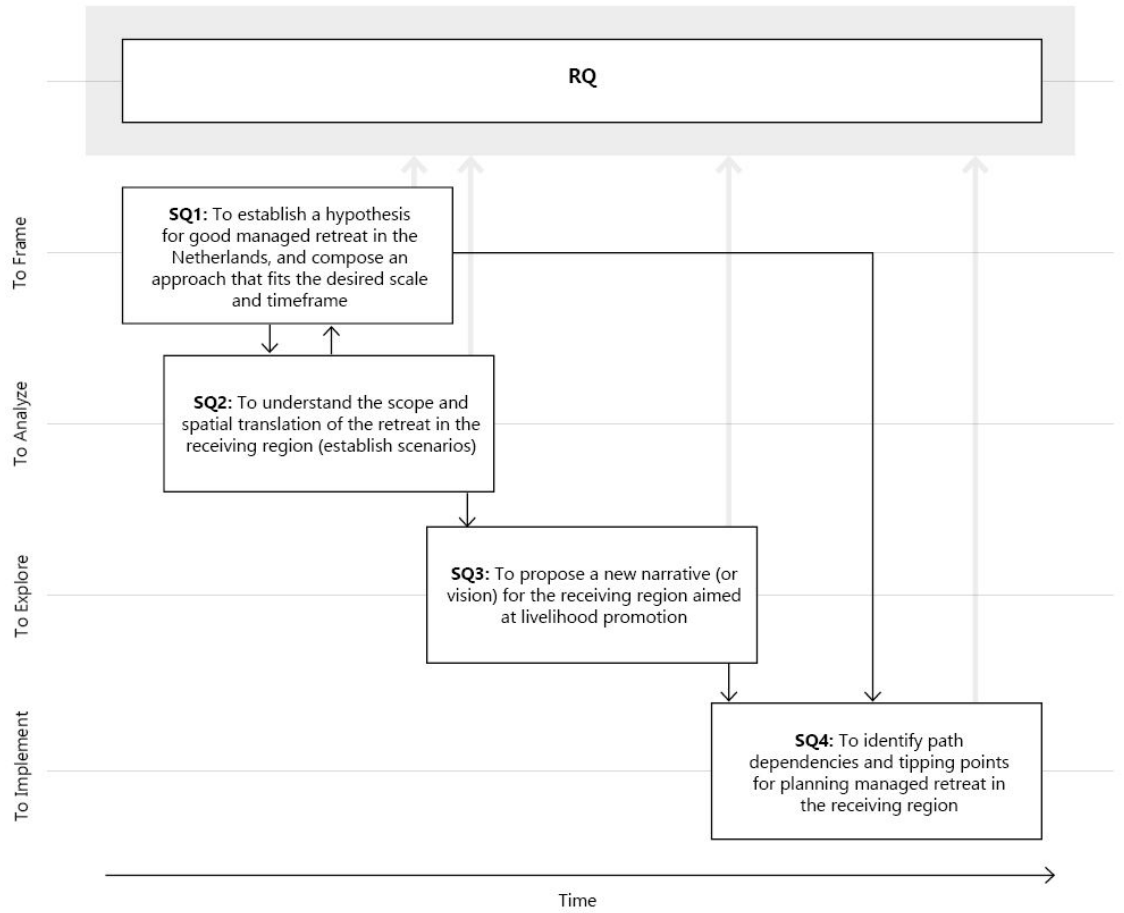 RQ
To Frame
SQ1: To establish a hypothesis
for good managed retreat in the
Netherlands, and compose an
approach that fits the desired scale
and timeframe
To Analyze
SQ2: To understand the scope and
spatial translation of the retreat in the
receiving region (establish scenarios)
To Explore
SQ3: To propose a new narrative (or
vision) for the receiving region aimed
at livelihood promotion
To Implement
SQ4: To identify path
dependencies and tipping points
for planning managed retreat in
the receiving region
Time